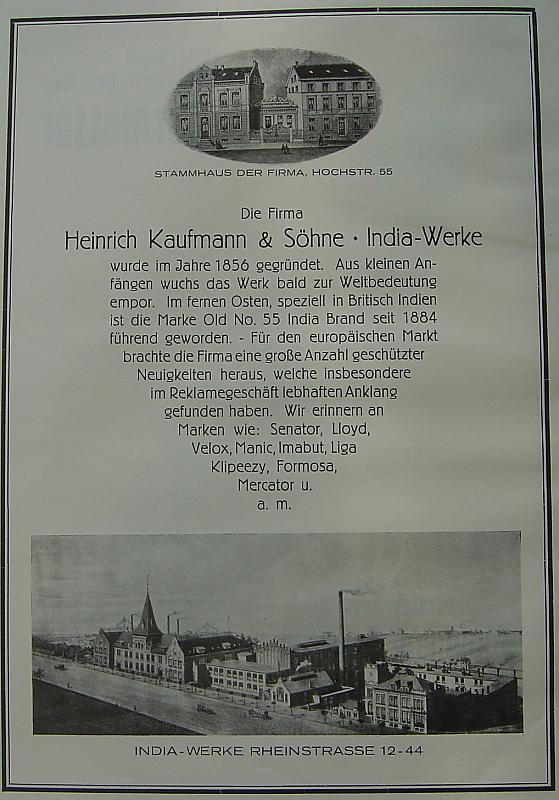 STAMMHAUS DER FIRMA, HOCHSTR. 55
Die Firma
Heinrich Kaufmann & Söhne · India-Werke
wurde im Jahre 1856 gegründet. Aus kleinen An-
fängen wuchs das Werk bald zur Weltbedeutung
empor. Im fernen Osten, speziell in Britisch Indien
ist die Marke Old No. 55 India Brand seit 1884
führend geworden. - Für den europäischen Markt
brachte die Firma eine große Anzahl geschützter
Neuigkeiten heraus, welche insbesondere
im Reklamegeschäft lebhaften Anklang
gefunden haben. Wir erinnern an
Marken wie: Senator, Lloyd,
Velox, Manic, Imabut, Liga
Klipeezy, Formosa,
Mercator u.
a. m.
INDIA-WERKE RHEINSTRASSE 12-44